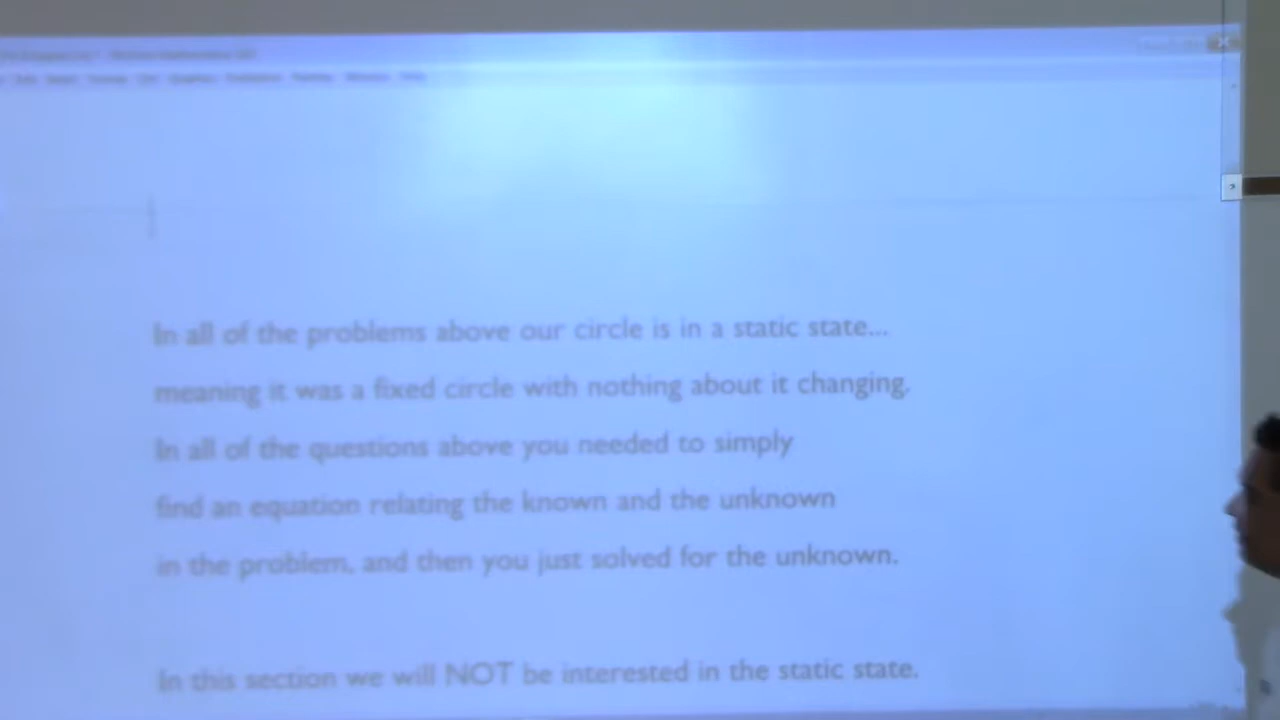 In all of the problems above our circle is in a static state...
meaning it was a fixed circle with nothing about it changing.
In all of the questions above you needed to simply
find an equation relating the known and the unknown
in the problem, and then you just solved for the unknown.
In this section we will NOT be interested in the static state.